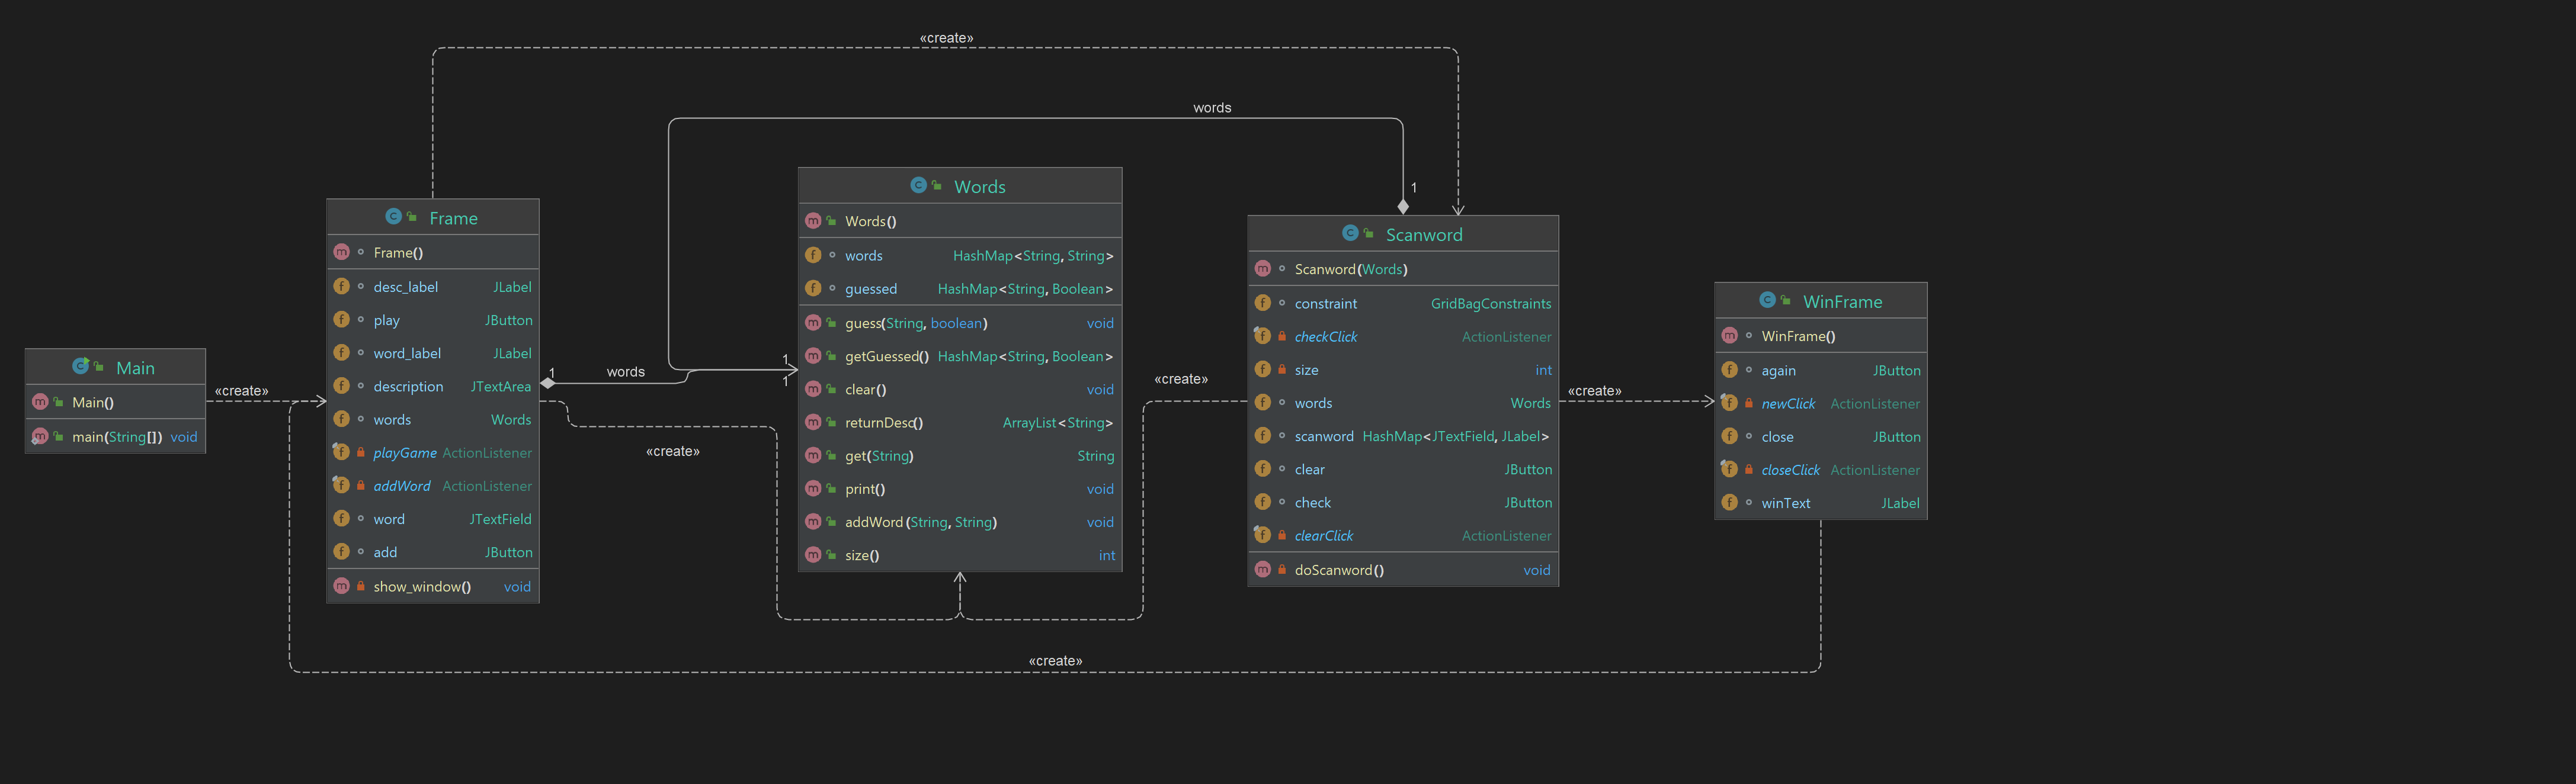 «create»
words
1
Main
Main()
main(String[]) void
«create»
Frame
Frame()
desc_label JLabel
play JButton
word_label JLabel
description JTextArea
words Words
playGame ActionListener
addWord ActionListener
word JTextField
add JButton
show_window() void
1
words
1
1
«create»
Words
Words()
words HashMap<String, String>
guessed HashMap<String, Boolean>
guess(String, boolean) void
getGuessed() HashMap<String, Boolean>
clear() void
returnDesc() ArrayList<String>
get(String) String
print() void
addWord(String, String) void
size() int
«create»
Scanword
Scanword(Words)
constraint GridBagConstraints
checkClick ActionListener
size int
words Words
scanword HashMap<JTextField, JLabel>
clear JButton
check JButton
clearClick ActionListener
doScanword() void
«create»
WinFrame
WinFrame()
again JButton
newClick ActionListener
close JButton
closeClick ActionListener
winText JLabel
«create»